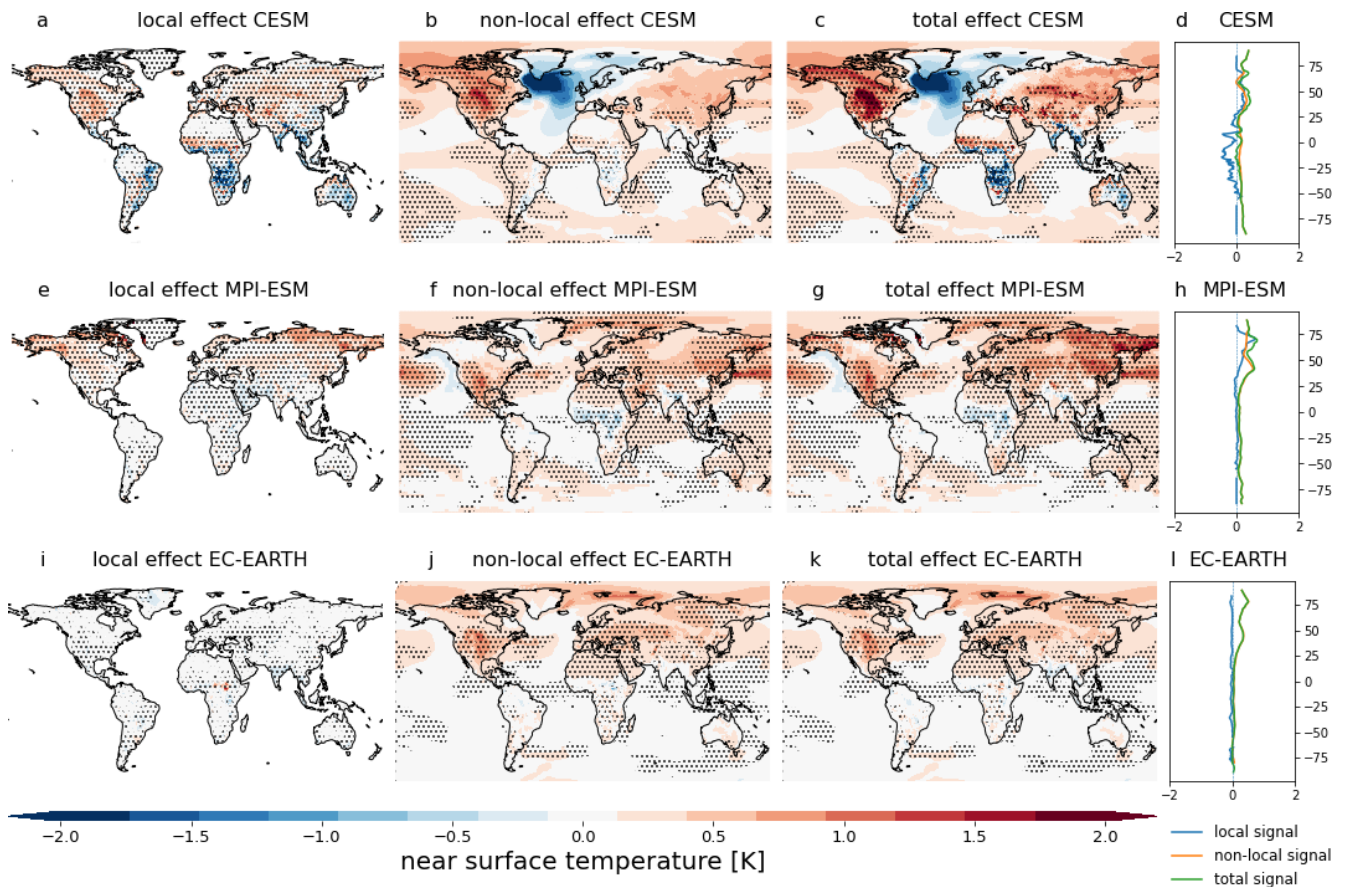 a local effect CESM b non-local effect CESM c total effect CESM d CESM
75
50
25
0
−25
−50
−75
−2 0 2
e local effect MPI-ESM f non-local effect MPI-ESM g total effect MPI-ESM h MPI-ESM
75
50
25
0
−25
−50
−75
−2 0 2
i local effect EC-EARTH j non-local effect EC-EARTH k total effect EC-EARTH l EC-EARTH
75
50
25
0
−25
−50
−75
−2 0 2
−2.0 −1.5 −1.0 −0.5 0.0 0.5 1.0 1.5 2.0
near surface temperature [K]
local signal
non-local signal
total signal